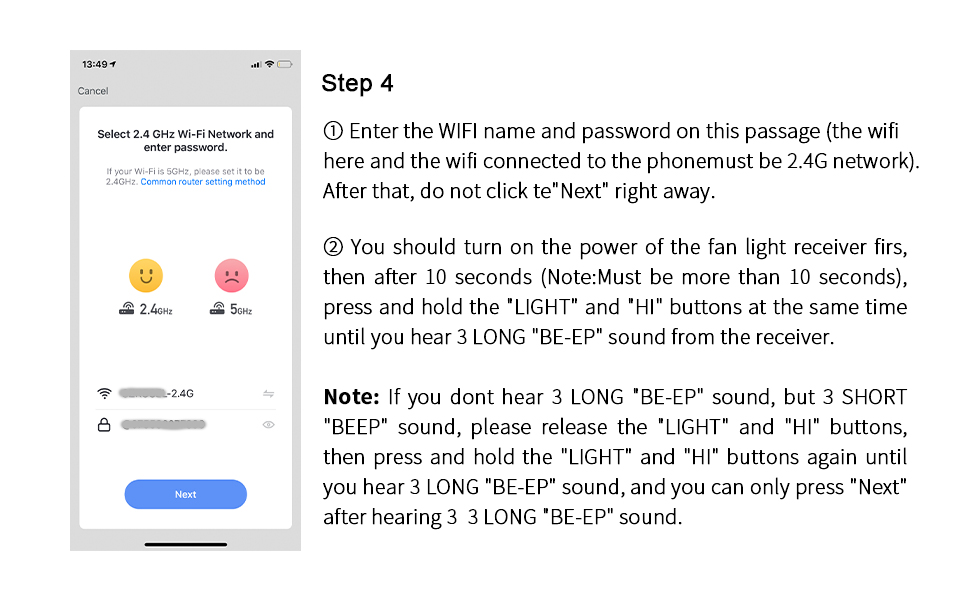 13:49
Cancel
Select 2.4 GHz Wi-Fi Network and
enter password.
If your Wi-Fi is 5GHz, please set it to be
2.4GHz. Common router setting method
2.4GHz
5GHz
-2.4G
Next
Step 4
① Enter the WIFI name and password on this passage (the wifi
here and the wifi connected to the phonemust be 2.4G network).
After that, do not click te"Next" right away.
② You should turn on the power of the fan light receiver firs,
then after 10 seconds (Note:Must be more than 10 seconds),
press and hold the "LIGHT" and "HI" buttons at the same time
until you hear 3 LONG "BE-EP" sound from the receiver.
Note: If you dont hear 3 LONG "BE-EP" sound, but 3 SHORT
"BEEP" sound, please release the "LIGHT" and "HI" buttons,
then press and hold the "LIGHT" and "HI" buttons again until
you hear 3 LONG "BE-EP" sound, and you can only press "Next"
after hearing 3  3 LONG "BE-EP" sound.